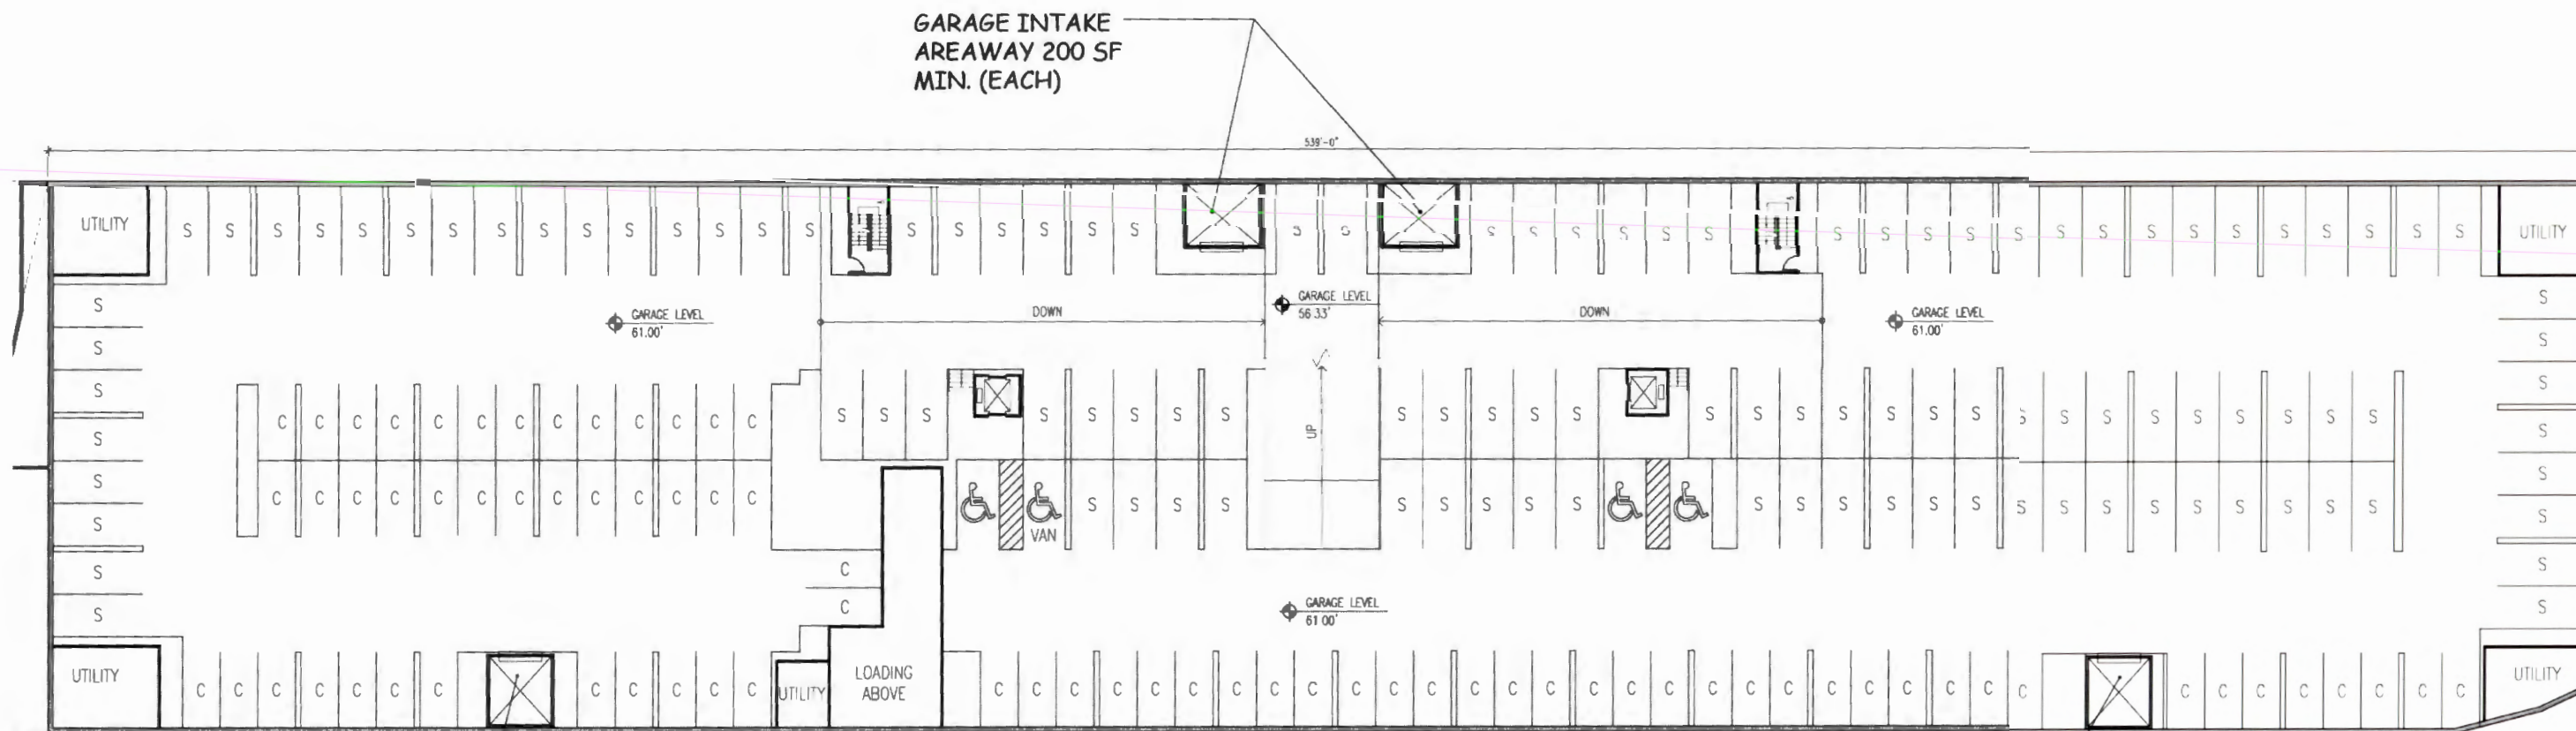 GARAGE INTAKE
AREAWAY 200 SF
MIN. (EACH)
539'-0"
UTILITY S S S S S S S S S S S S S S S S S S S S S S S S S S S S S S S S S S S S S S S S S S S S UTILITY
S S
GARAGE LEVEL
61.00'
DOWN
GARAGE LEVEL
56.33'
DOWN
GARAGE LEVEL
61.00'
S S
S S
C C C C C C C C C C C C C S S S S S S S S S S S S S S S S S S S S S S S S S S S S S
UP
S S
S S
C C C C C C C C C C C C C S S S S S S S S S S S S S S S S S S S S S S S S
VAN
S S
S C S
S C S
GARAGE LEVEL
61.00'
UTILITY C C C C C C C C C C C C UTILITY
LOADING
ABOVE
C C C C C C C C C C C C C C C C C C C C C C C C C C C C C C C C C C C UTILITY